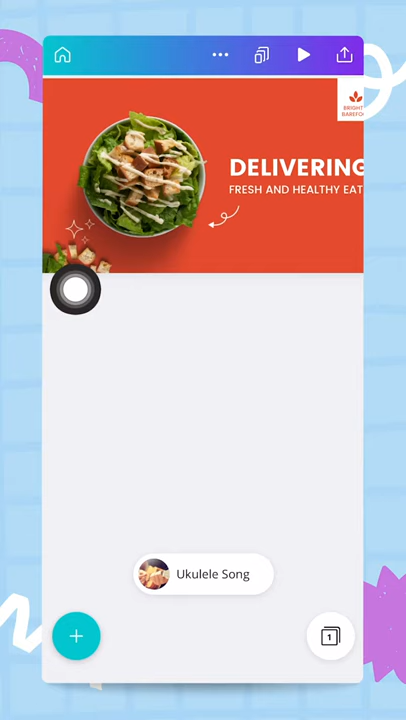 BRIGHT
BAREFO
DELIVERING
FRESH AND HEALTHY EAT
Ukulele Song
1